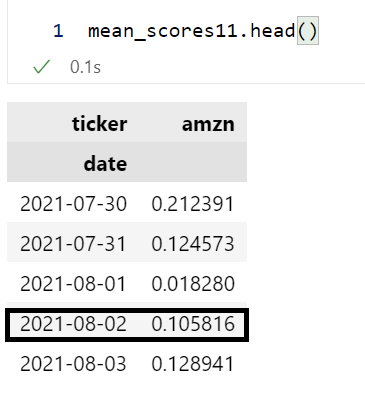 1 mean_scores11.head()
0.1s
ticker amzn
date
2021-07-30 0.212391
2021-07-31 0.124573
2021-08-01 0.018280
2021-08-02 0.105816
2021-08-03 0.128941